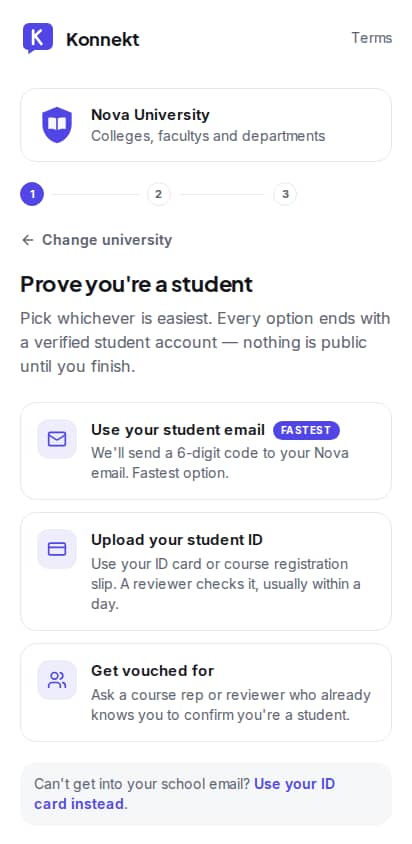 Konnekt
Terms
Nova University
Colleges, facultys and departments
1
2
3
Change university
Prove you're a student
Pick whichever is easiest. Every option ends with
a verified student account — nothing is public
until you finish.
Use your student email FASTEST
We'll send a 6-digit code to your Nova
email. Fastest option.
Upload your student ID
Use your ID card or course registration
slip. A reviewer checks it, usually within a
day.
Get vouched for
Ask a course rep or reviewer who already
knows you to confirm you're a student.
Can't get into your school email? Use your ID
card instead.